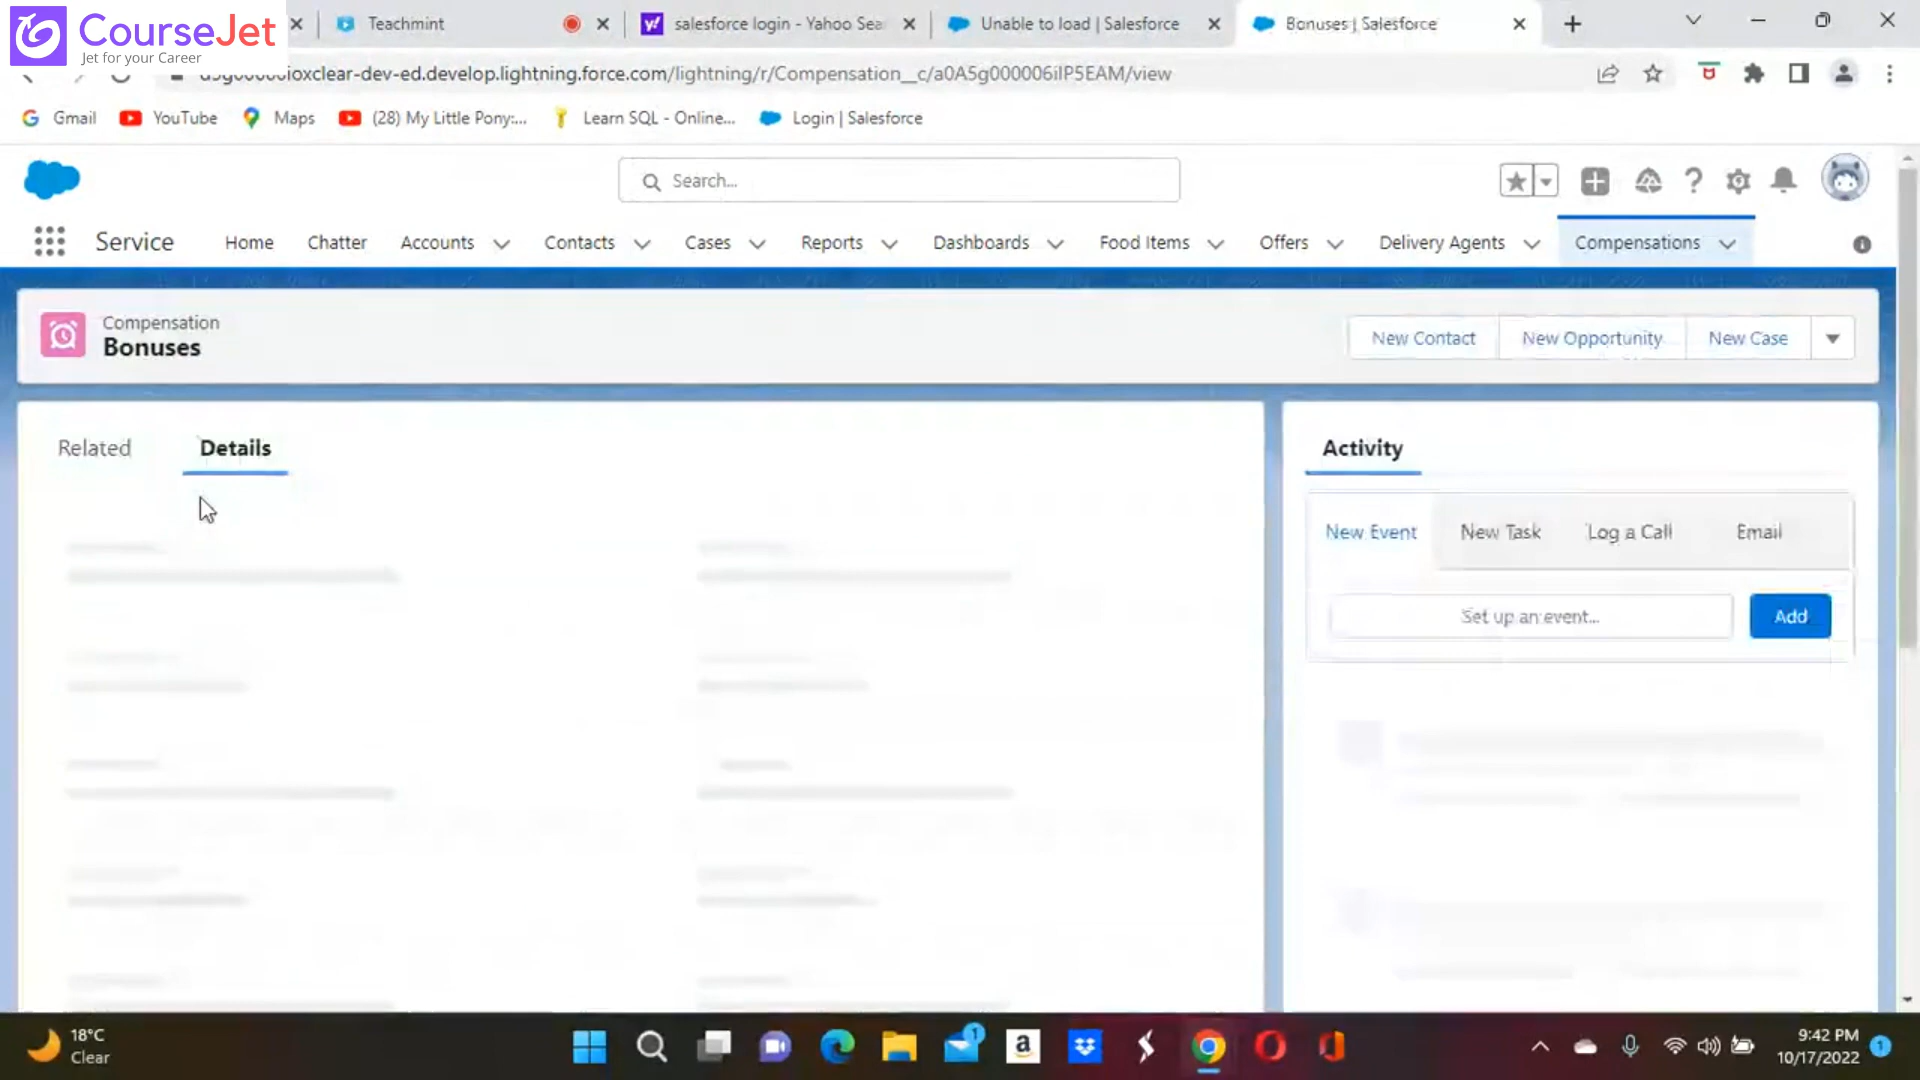 CourseJet
Jet for your Career
Teachmint
salesforce login - Yahoo Sea
Unable to load | Salesforce
Bonuses | Salesforce
ioxclear-dev-ed.develop.lightning.force.com/lightning/r/Compensation__c/a0A5g000006iIP5EAM/view
Gmail
YouTube
Maps
(28) My Little Pony:...
Learn SQL - Online...
Login | Salesforce
Search...
Service
Home
Chatter
Accounts
Contacts
Cases
Reports
Dashboards
Food Items
Offers
Delivery Agents
Compensations
Compensation
Bonuses
New Contact
New Opportunity
New Case
Related
Details
Activity
New Event
New Task
Log a Call
Email
Set up an event...
Add
18°C
Clear
9:42 PM
10/17/2022
1
1